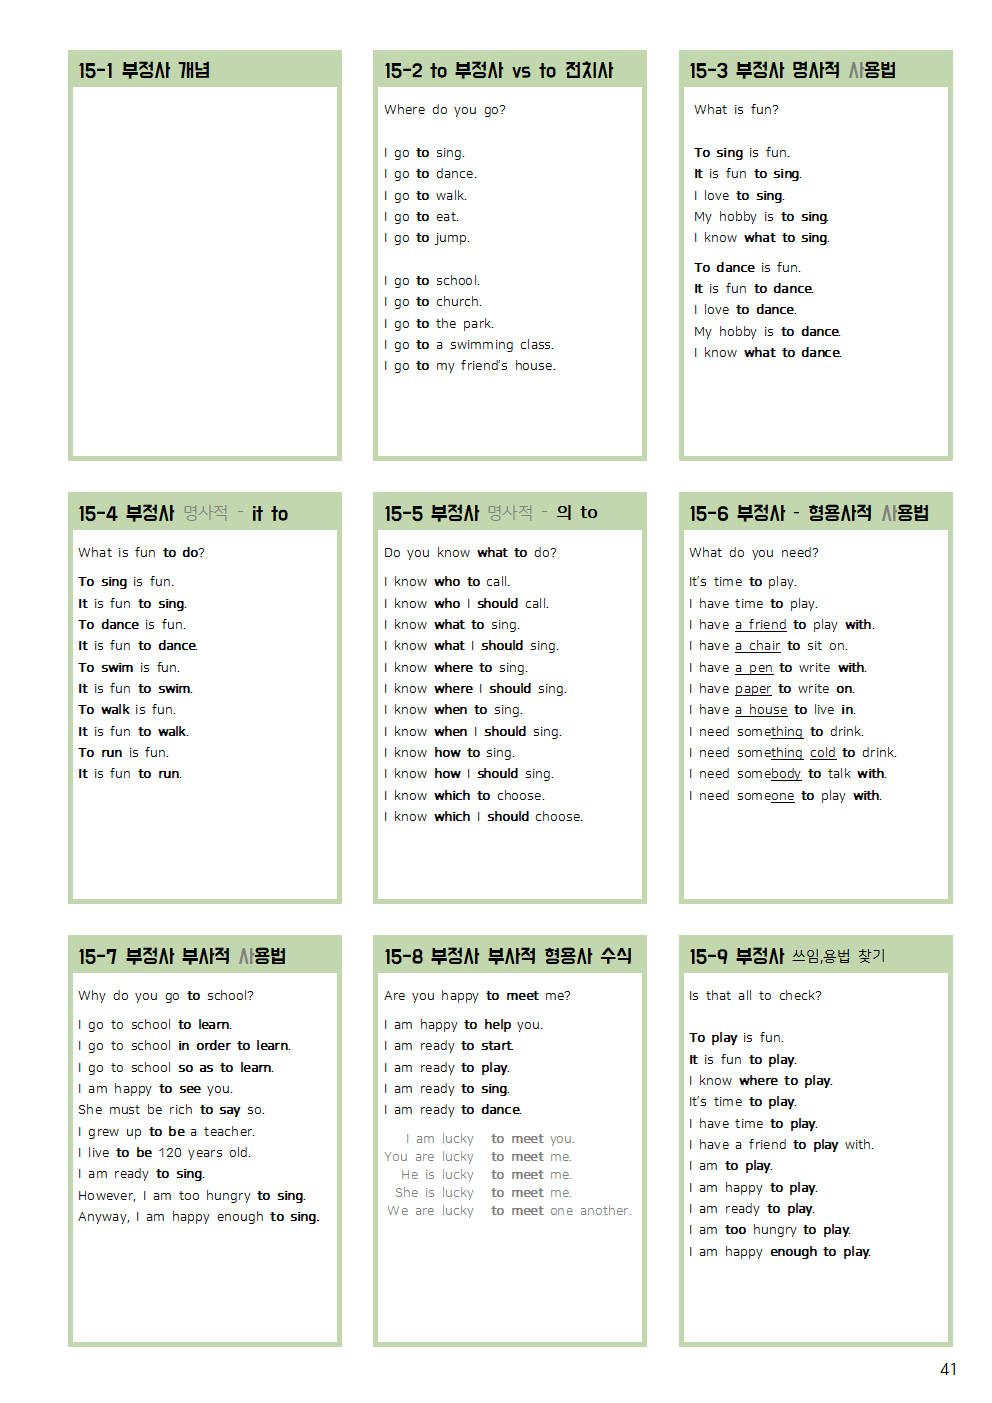 15-1 부정사 개념
15-2 to 부정사 vs to 전치사
Where do you go?
I go to sing.
I go to dance.
I go to walk.
I go to eat.
I go to jump.
I go to school.
I go to church.
I go to the park.
I go to a swimming class.
I go to my friend's house.
15-3 부정사 명사적 사용법
What is fun?
To sing is fun.
It is fun to sing.
I love to sing.
My hobby is to sing.
I know what to sing.
To dance is fun.
It is fun to dance.
I love to dance.
My hobby is to dance.
I know what to dance.
15-4 부정사 명사적 - it to
What is fun to do?
To sing is fun.
It is fun to sing.
To dance is fun.
It is fun to dance.
To swim is fun.
It is fun to swim.
To walk is fun.
It is fun to walk.
To run is fun.
It is fun to run.
15-5 부정사 명사적 - 의 to
Do you know what to do?
I know who to call.
I know who I should call.
I know what to sing.
I know what I should sing.
I know where to sing.
I know where I should sing.
I know when to sing.
I know when I should sing.
I know how to sing.
I know how I should sing.
I know which to choose.
I know which I should choose.
15-6 부정사 - 형용사적 사용법
What do you need?
It's time to play.
I have time to play.
I have a friend to play with.
I have a chair to sit on.
I have a pen to write with.
I have paper to write on.
I have a house to live in.
I need something to drink.
I need something cold to drink.
I need somebody to talk with.
I need someone to play with.
15-7 부정사 부사적 사용법
Why do you go to school?
I go to school to learn.
I go to school in order to learn.
I go to school so as to learn.
I am happy to see you.
She must be rich to say so.
I grew up to be a teacher.
I live to be 120 years old.
I am ready to sing.
However, I am too hungry to sing.
Anyway, I am happy enough to sing.
15-8 부정사 부사적 형용사 수식
Are you happy to meet me?
I am happy to help you.
I am ready to start.
I am ready to play.
I am ready to sing.
I am ready to dance.
I am lucky to meet you.
You are lucky to meet me.
He is lucky to meet me.
She is lucky to meet me.
We are lucky to meet one another.
15-9 부정사 쓰임,용법 찾기
Is that all to check?
To play is fun.
It is fun to play.
I know where to play.
It's time to play.
I have time to play.
I have a friend to play with.
I am to play.
I am happy to play.
I am ready to play.
I am too hungry to play.
I am happy enough to play.
41